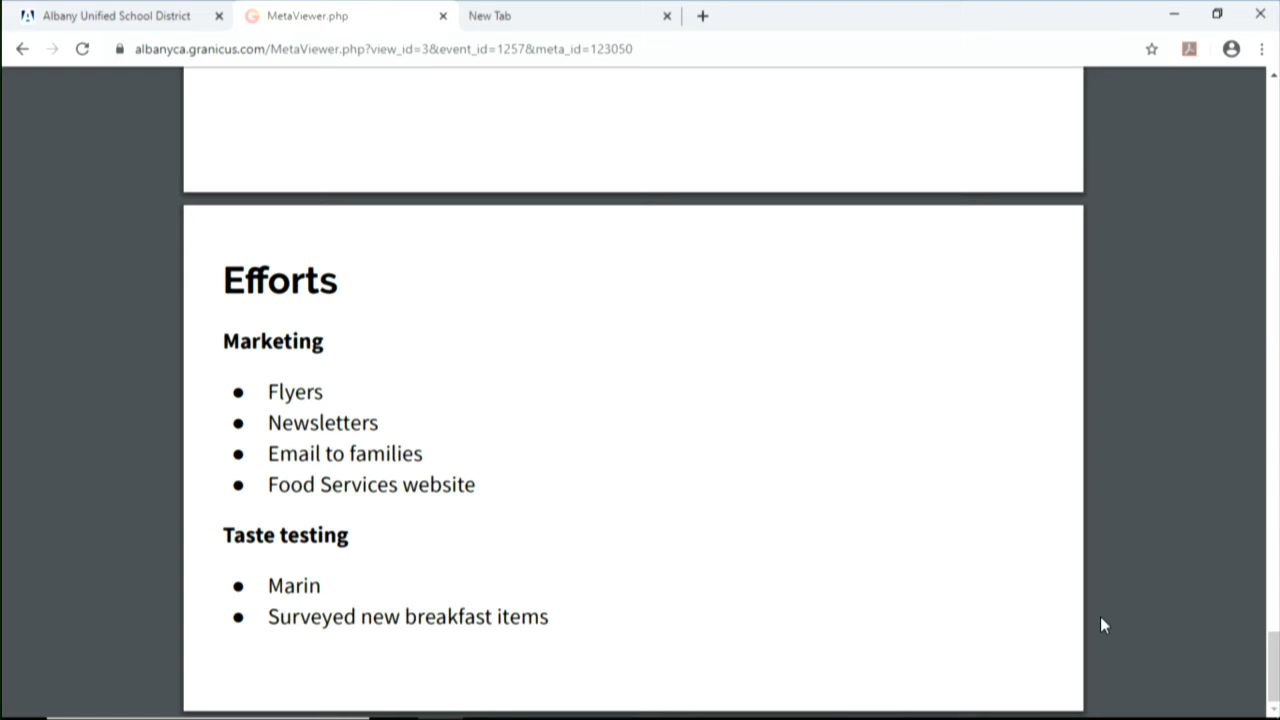 Albany Unified School District
MetaViewer.php
New Tab
albanyca.granicus.com/MetaViewer.php?view_id=3&event_id=1257&meta_id=123050
Efforts
Marketing
● Flyers
● Newsletters
● Email to families
● Food Services website
Taste testing
● Marin
● Surveyed new breakfast items